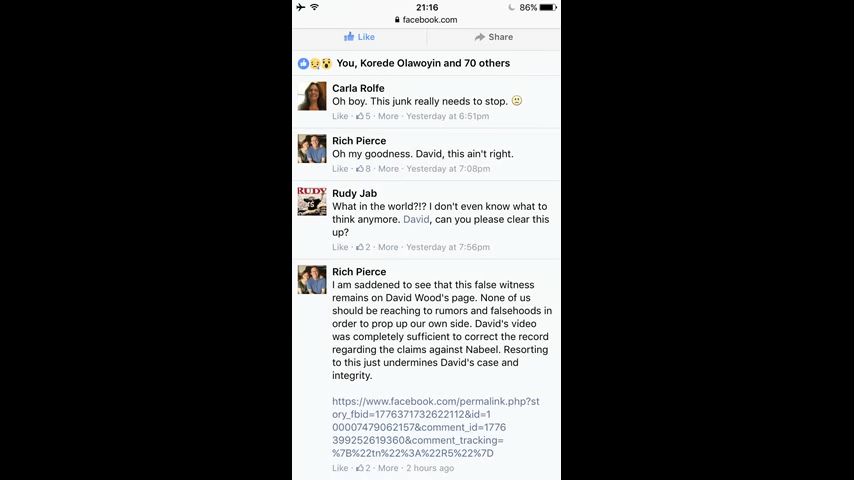 21:16
86%
facebook.com
Like
Share
You, Korede Olawoyin and 70 others
Carla Rolfe
Oh boy. This junk really needs to stop. 🙁
Like · 5 · More · Yesterday at 6:51pm
Rich Pierce
Oh my goodness. David, this ain't right.
Like · 8 · More · Yesterday at 7:08pm
RUDY
Rudy Jab
What in the world?!? I don't even know what to
think anymore. David, can you please clear this
up?
Like · 2 · More · Yesterday at 7:56pm
Rich Pierce
I am saddened to see that this false witness
remains on David Wood's page. None of us
should be reaching to rumors and falsehoods in
order to prop up our own side. David's video
was completely sufficient to correct the record
regarding the claims against Nabeel. Resorting
to this just undermines David's case and
integrity.
https://www.facebook.com/permalink.php?st
ory_fbid=1776371732622112&id=1
00007479062157&comment_id=1776
399252619360&comment_tracking=
%7B%22tn%22%3A%22R5%22%7D
Like · 2 · More · 2 hours ago